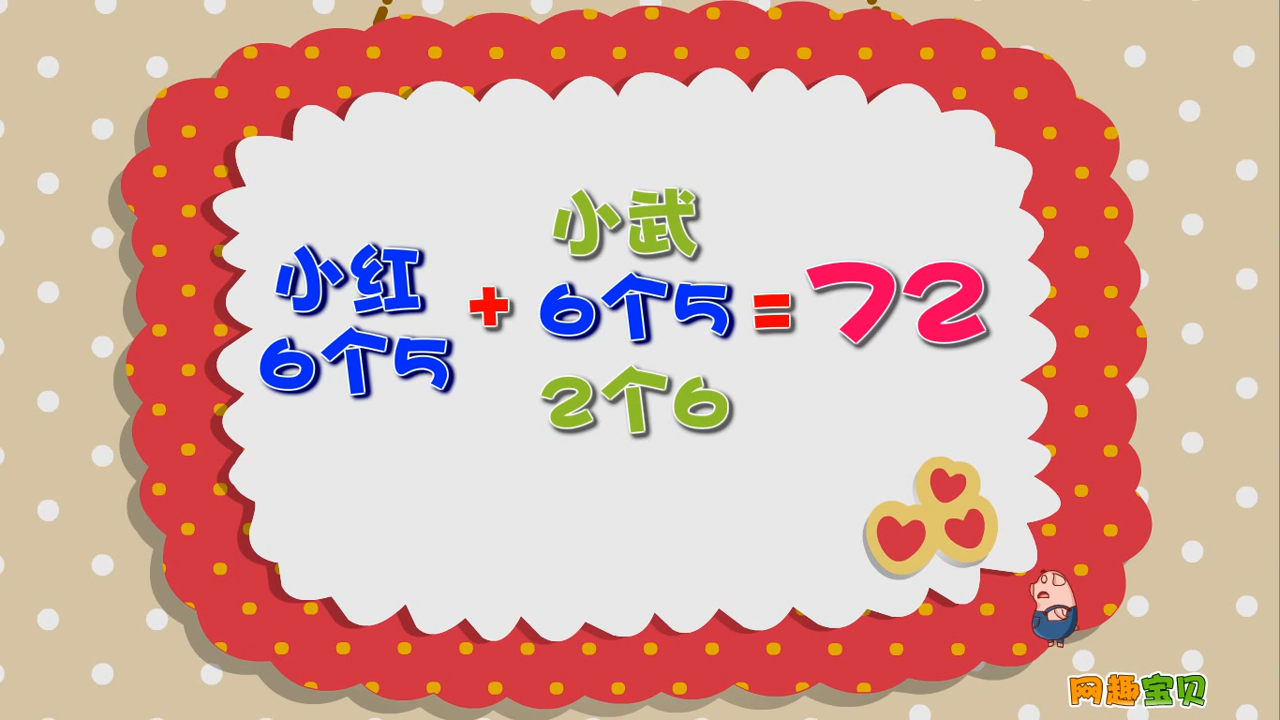 小武
小红
+ 6个5 = 72
6个5
2个6
网趣宝贝